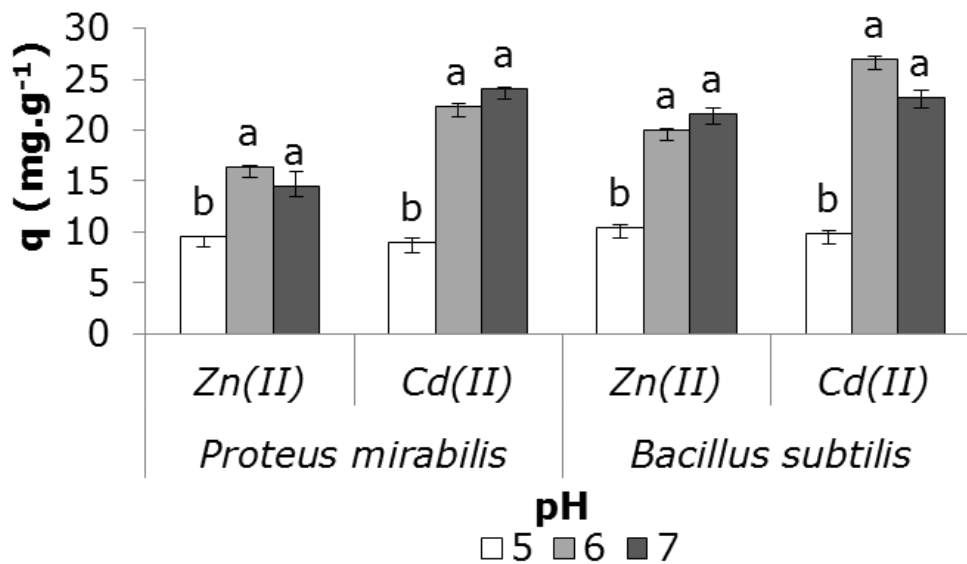 q (mg.g⁻¹)
30
25
20
15
10
5
0
b a a
b a a
b a a
b a a
Zn(II) Cd(II) Zn(II) Cd(II)
Proteus mirabilis Bacillus subtilis
pH
5 6 7